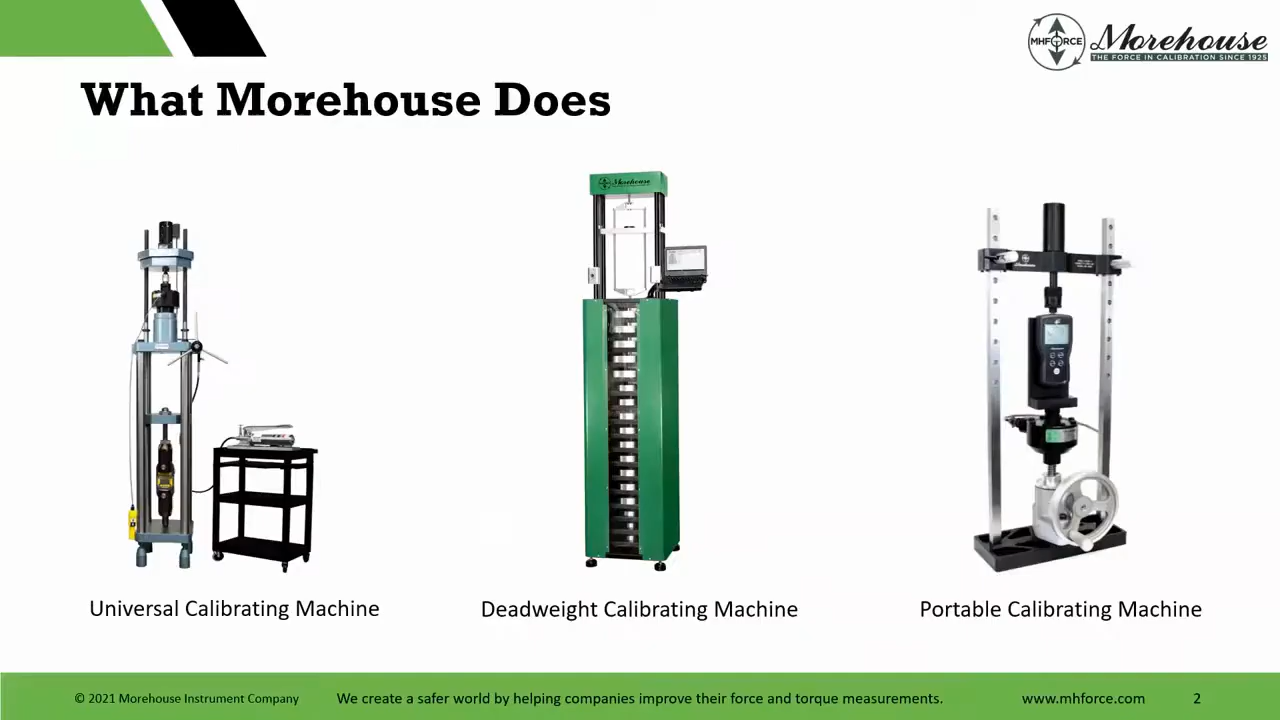 MHFORCE
Morehouse
THE FORCE IN CALIBRATION SINCE 1925
What Morehouse Does
Morehouse
Universal Calibrating Machine
Deadweight Calibrating Machine
Portable Calibrating Machine
© 2021 Morehouse Instrument Company
We create a safer world by helping companies improve their force and torque measurements.
www.mhforce.com
2